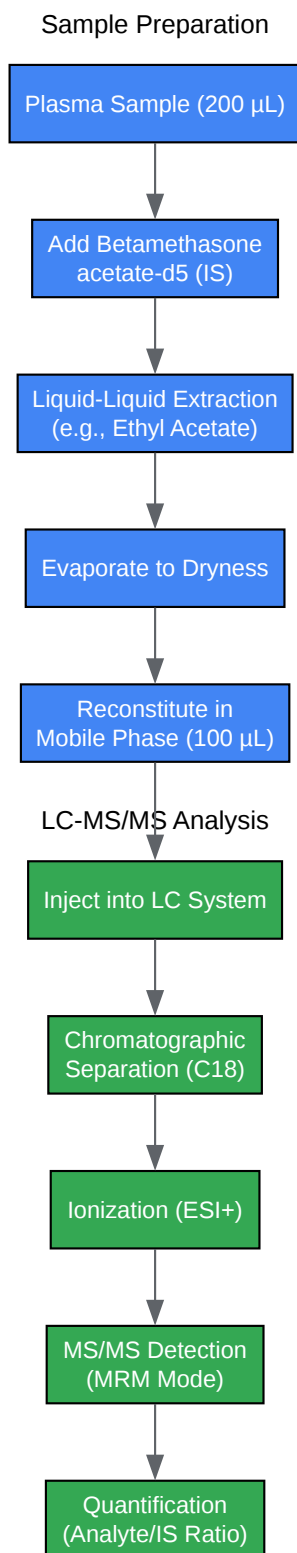 Sample Preparation
Plasma Sample (200 µL)
Add Betamethasone
acetate-d5 (IS)
Liquid-Liquid Extraction
(e.g., Ethyl Acetate)
Evaporate to Dryness
Reconstitute in
Mobile Phase (100 µL)
LC-MS/MS Analysis
Inject into LC System
Chromatographic
Separation (C18)
Ionization (ESI+)
MS/MS Detection
(MRM Mode)
Quantification
(Analyte/IS Ratio)